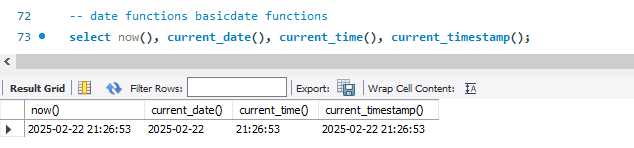 72 -- date functions basicdate functions
73 select now(), current_date(), current_time(), current_timestamp();
Result Grid Filter Rows: Export: Wrap Cell Content: IA
now() current_date() current_time() current_timestamp()
2025-02-22 21:26:53 2025-02-22 21:26:53 2025-02-22 21:26:53